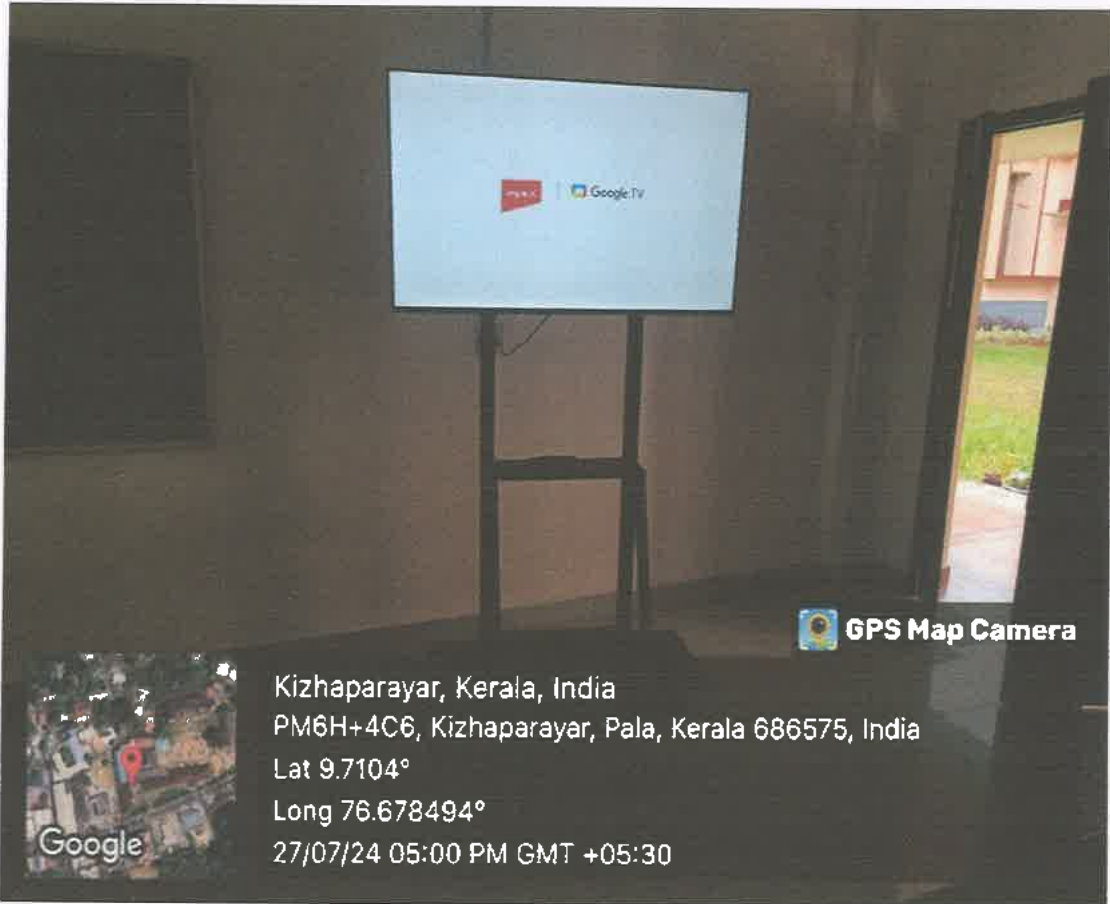 Google TV
GPS Map Camera
Kizhaparayar, Kerala, India
PM6H+4C6, Kizhaparayar, Pala, Kerala 686575, India
Lat 9.7104°
Long 76.678494°
27/07/24 05:00 PM GMT +05:30
Google